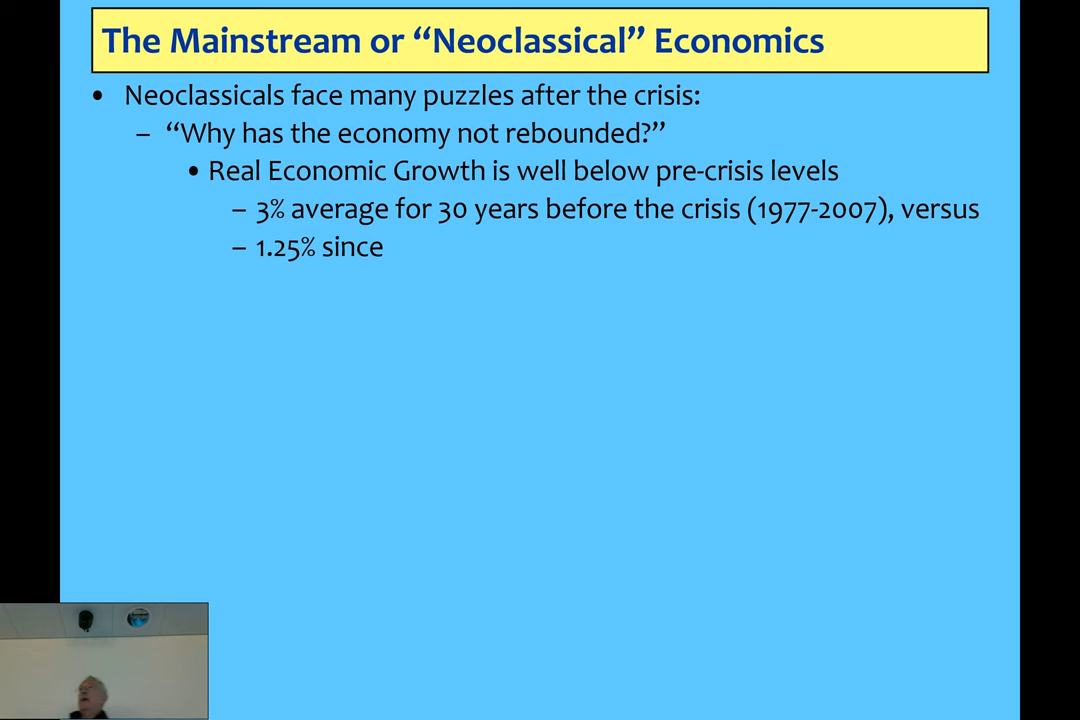 The Mainstream or “Neoclassical” Economics
• Neoclassicals face many puzzles after the crisis:
– “Why has the economy not rebounded?”
• Real Economic Growth is well below pre-crisis levels
– 3% average for 30 years before the crisis (1977-2007), versus
– 1.25% since